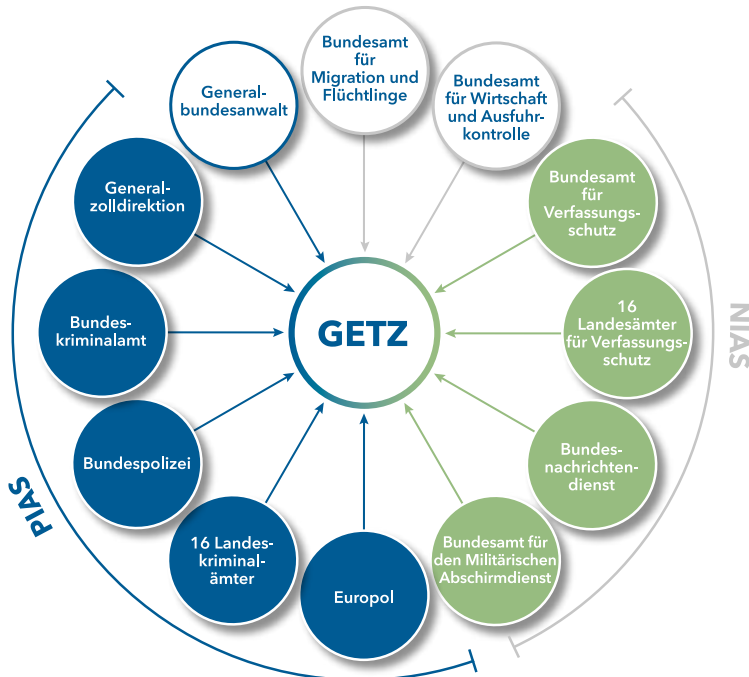 Bundesamt
für
Migration und
Flüchtlinge
Bundesamt
für Wirtschaft
und Ausfuhr-
kontrolle
Bundesamt
für
Verfassungs-
schutz
16
Landesämter
für Verfassungs-
schutz
Bundes-
nachrichten-
dienst
Bundesamt für
den Militärischen
Abschirmdienst
Europol
16 Landes-
kriminal-
ämter
Bundespolizei
Bundes-
kriminalamt
General-
zolldirektion
General-
bundesanwalt
GETZ
PIAS
NIAS